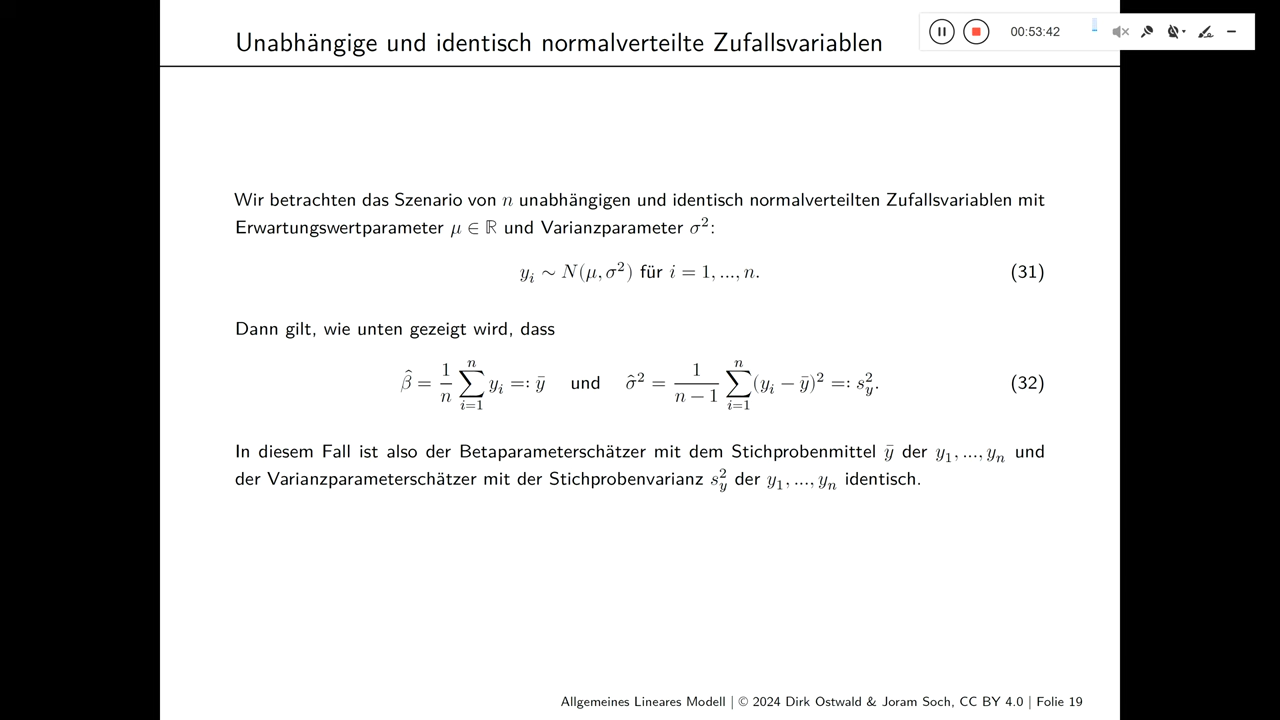 Unabhängige und identisch normalverteilte Zufallsvariablen
00:53:42
Wir betrachten das Szenario von n unabhängigen und identisch normalverteilten Zufallsvariablen mit
Erwartungswertparameter μ ∈ ℝ und Varianzparameter σ²:
y_i ∼ N(μ, σ²) für i = 1, ..., n. (31)
Dann gilt, wie unten gezeigt wird, dass
β̂ = \frac{1}{n} \sum_{i=1}^{n} y_i =: ȳ und σ̂² = \frac{1}{n − 1} \sum_{i=1}^{n} (y_i − ȳ)² =: s_y². (32)
In diesem Fall ist also der Betaparameterschätzer mit dem Stichprobenmittel ȳ der y_1, ..., y_n und
der Varianzparameterschätzer mit der Stichprobenvarianz s_y² der y_1, ..., y_n identisch.
Allgemeines Lineares Modell | © 2024 Dirk Ostwald & Joram Soch, CC BY 4.0 | Folie 19